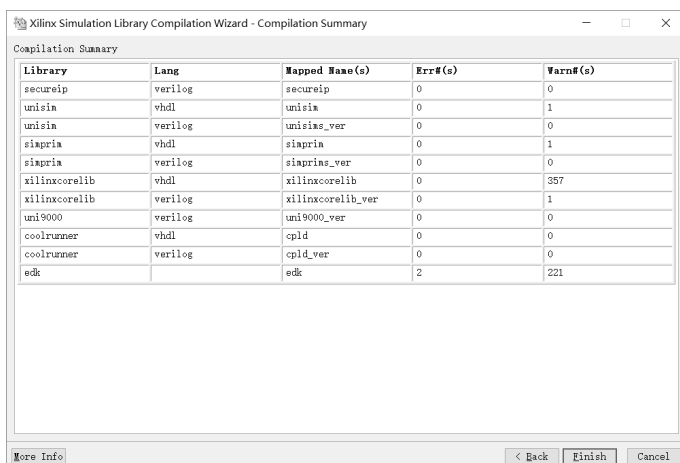 Xilinx Simulation Library Compilation Wizard - Compilation Summary
Compilation Summary
Library Lang Mapped Name(s) Err#(s) Warn#(s)
secureip verilog secureip 0 0
unisim vhdl unisim 0 1
unisim verilog unisims_ver 0 0
simprim vhdl simprim 0 1
simprim verilog simprims_ver 0 0
xilinxcorelib vhdl xilinxcorelib 0 357
xilinxcorelib verilog xilinxcorelib_ver 0 1
uni9000 verilog uni9000_ver 0 0
coolrunner vhdl cpld 0 0
coolrunner verilog cpld_ver 0 0
edk edk 2 221
More Info < Back Finish Cancel